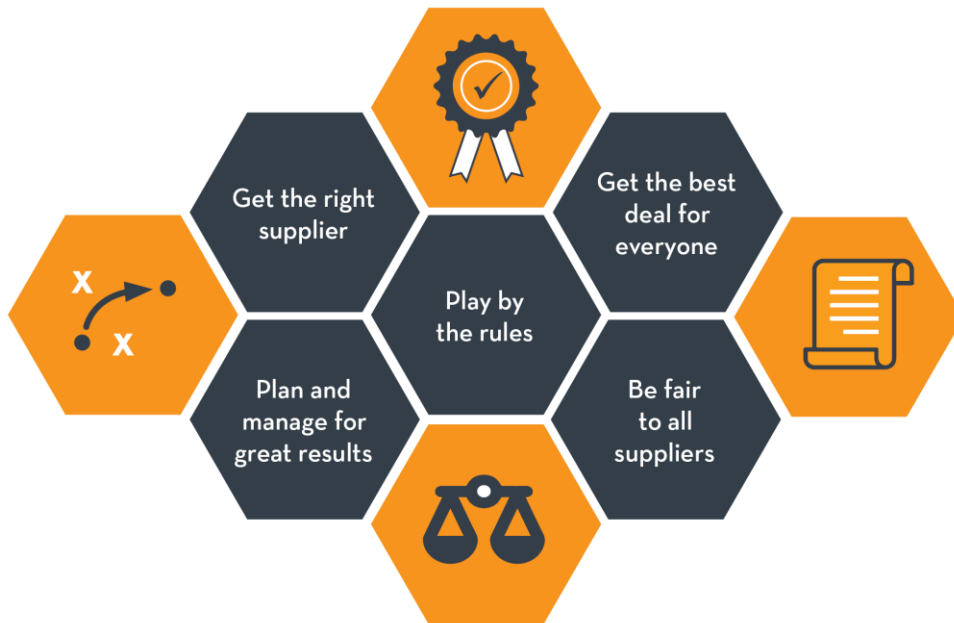 Get the right
supplier
Get the best
deal for
everyone
X
X
Play by
the rules
Plan and
manage for
great results
Be fair
to all
suppliers